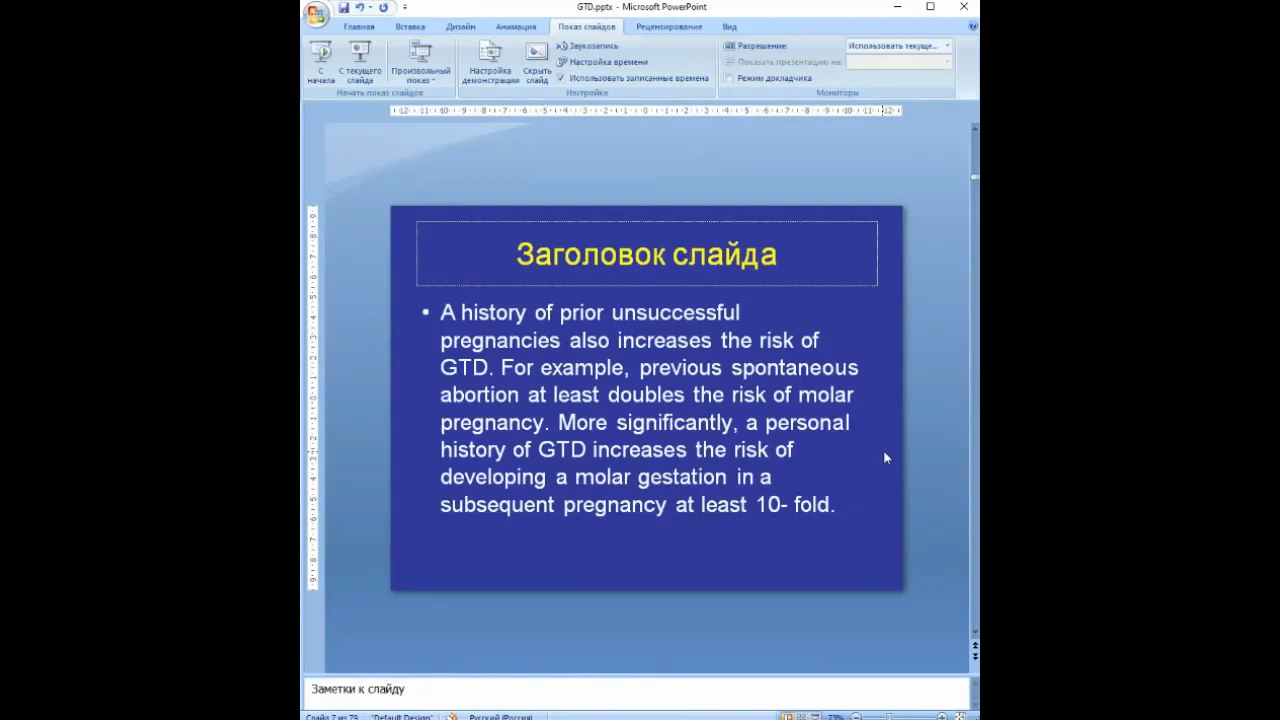 GTD.pptx - Microsoft PowerPoint
Главная Вставка Дизайн Анимация Показ слайдов Рецензирование Вид
С начала
С текущего слайда
Произвольный показ
Начать показ слайдов
Настройка демонстрации
Скрыть слайд
Звукозапись
Настройка времени
Использовать записанные времена
Настройка
Разрешение: Использовать текуще...
Показать презентацию на:
Режим докладчика
Мониторы
Заголовок слайда
• A history of prior unsuccessful
pregnancies also increases the risk of
GTD. For example, previous spontaneous
abortion at least doubles the risk of molar
pregnancy. More significantly, a personal
history of GTD increases the risk of
developing a molar gestation in a
subsequent pregnancy at least 10- fold.
Заметки к слайду
Слайд 7 из 79 "Default Design" Русский (Россия) 73%